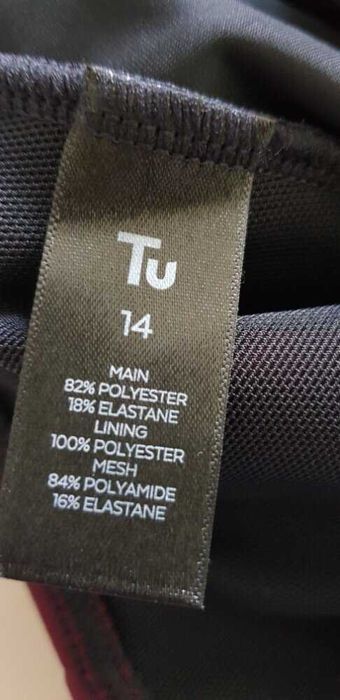 Tu
14
MAIN
82% POLYESTER
18% ELASTANE
LINING
100% POLYESTER
MESH
84% POLYAMIDE
16% ELASTANE